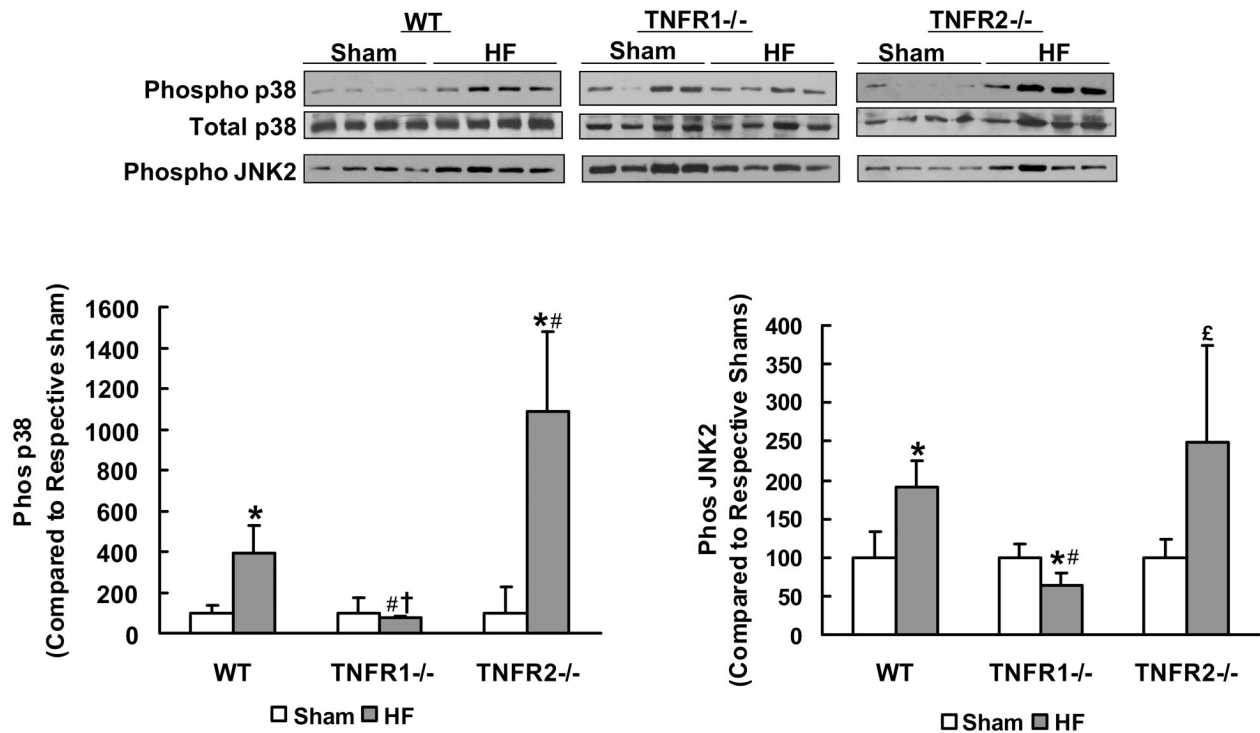 WT
TNFR1-/-
TNFR2-/-
Sham HF
Sham HF
Sham HF
Phospho p38
Total p38
Phospho JNK2
Phos p38
(Compared to Respective sham)
1600
1400
1200
1000
800
600
400
200
0
*
#†
*#
WT TNFR1-/- TNFR2-/-
Sham HF
Phos JNK2
(Compared to Respective Shams)
400
350
300
250
200
150
100
50
0
*
*#
£
WT TNFR1-/- TNFR2-/-
Sham HF